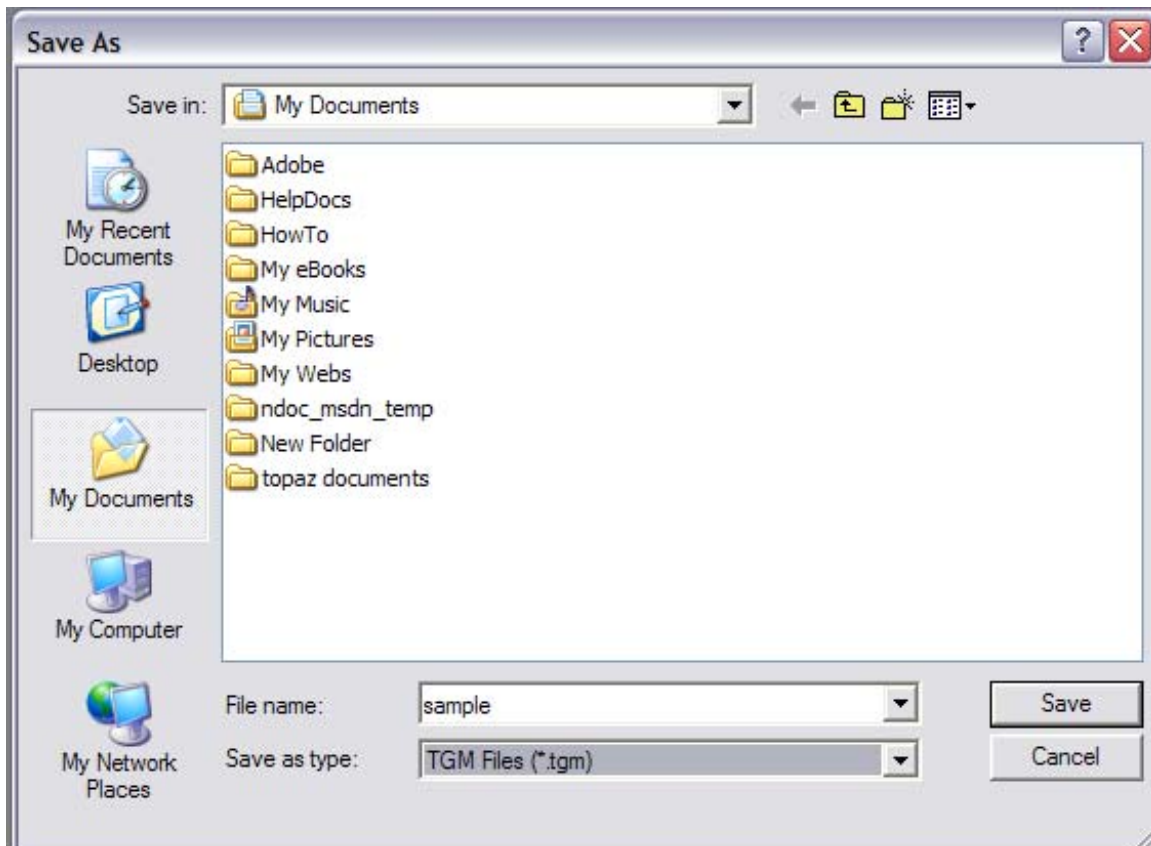 Save As
Save in: My Documents
My Recent
Documents
Desktop
My Documents
My Computer
My Network
Places
Adobe
HelpDocs
HowTo
My eBooks
My Music
My Pictures
My Webs
ndoc_msdn_temp
New Folder
topaz documents
File name: sample
Save
Save as type: TGM Files (*.tgm)
Cancel